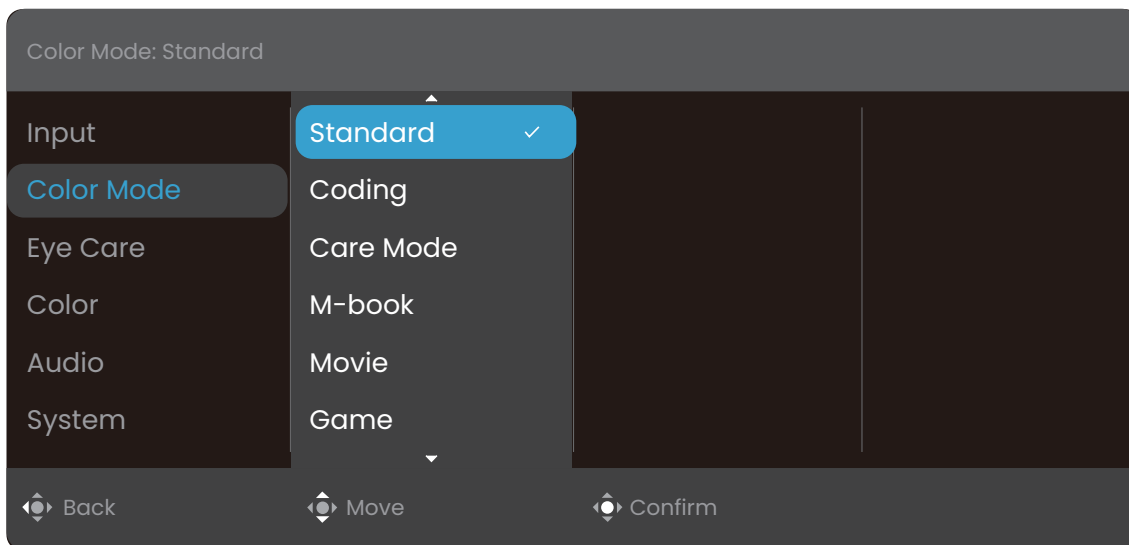 Color Mode: Standard
Input
Color Mode
Eye Care
Color
Audio
System
Standard
Coding
Care Mode
M-book
Movie
Game
Back
Move
Confirm